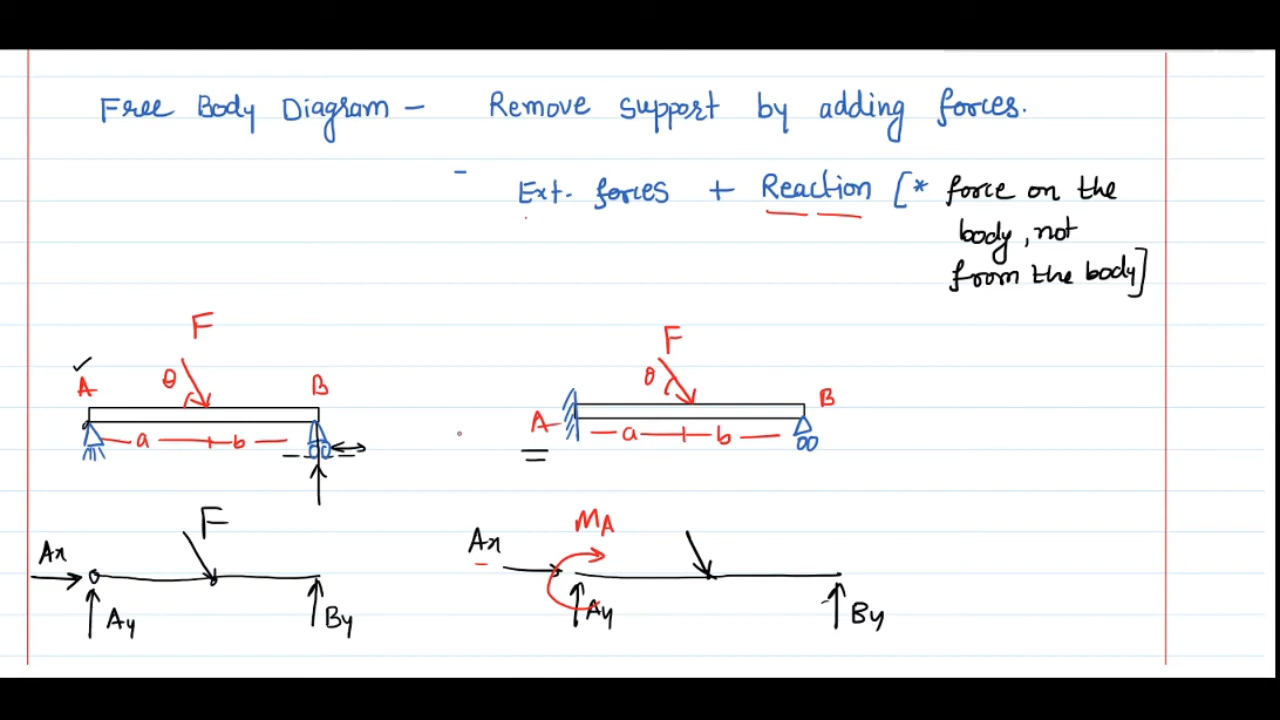 Free Body Diagram - Remove support by adding forces.
- Ext. forces + Reaction [* force on the
body, not
from the body]
F
A θ B
a b
F
θ B
A a b
Ax F
Ay By
Ax MA
Ay By